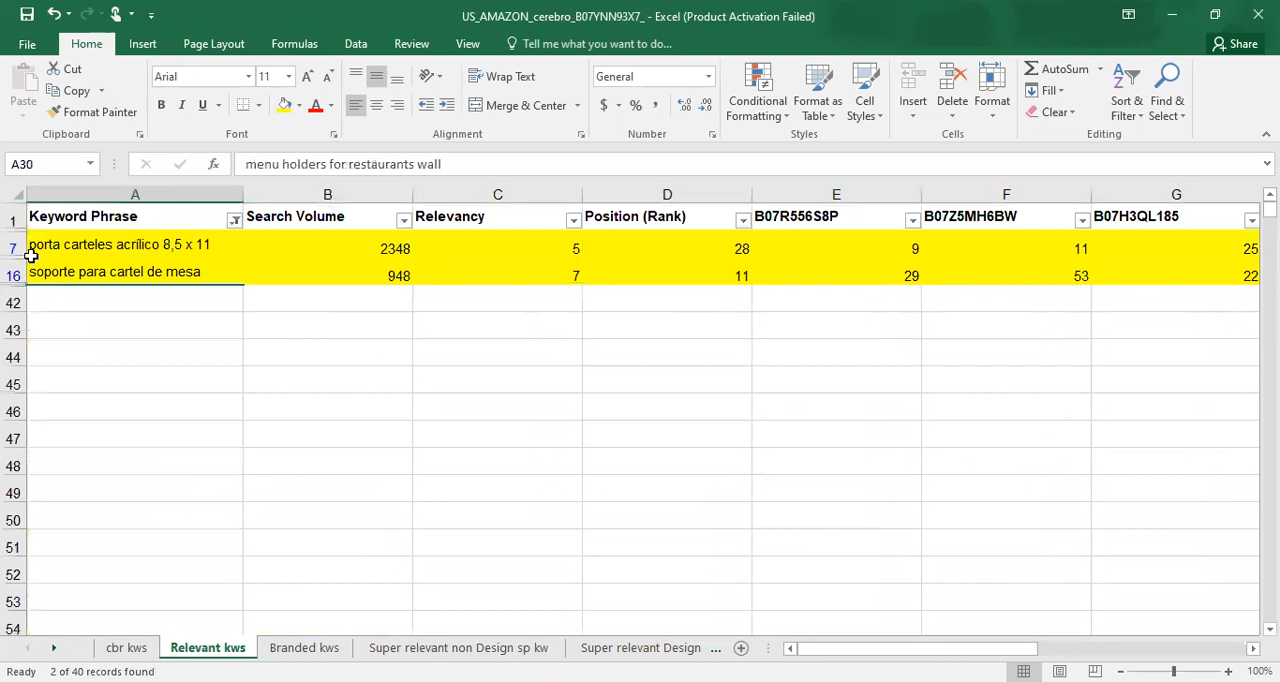 US_AMAZON_cerebro_B07YNN93X7_ - Excel (Product Activation Failed)
File Home Insert Page Layout Formulas Data Review View Tell me what you want to do... Share
Paste Cut Copy Format Painter
Arial 11 B I U A
Wrap Text Merge & Center
General $ % ,
Conditional Formatting Format as Table Cell Styles
Insert Delete Format
AutoSum Fill Clear Sort & Filter Find & Select
Clipboard Font Alignment Number Styles Cells Editing
A30 fx menu holders for restaurants wall
A B C D E F G
1 Keyword Phrase Search Volume Relevancy Position (Rank) B07R556S8P B07Z5MH6BW B07H3QL185
7 porta carteles acrílico 8,5 x 11 2348 5 28 9 11 25
16 soporte para cartel de mesa 948 7 11 29 53 22
42
43
44
45
46
47
48
49
50
51
52
53
54
cbr kws Relevant kws Branded kws Super relevant non Design sp kw Super relevant Design ...
Ready 2 of 40 records found 100%